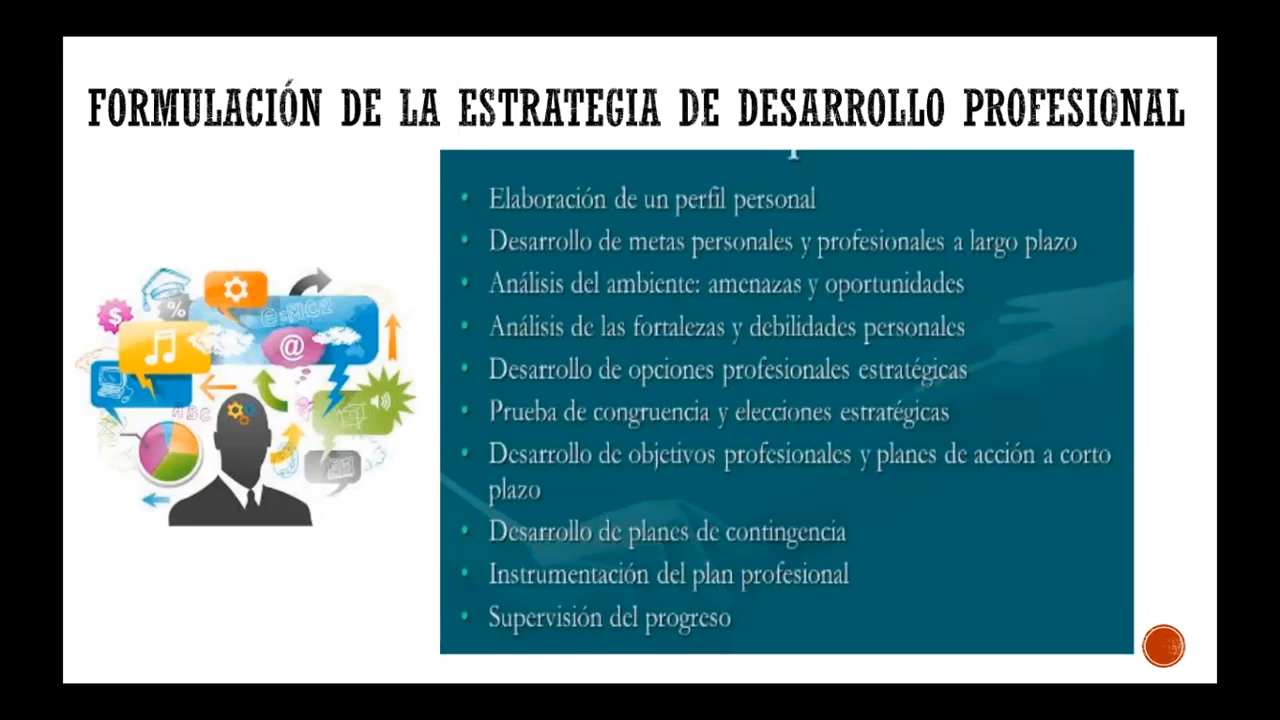 FORMULACIÓN DE LA ESTRATEGIA DE DESARROLLO PROFESIONAL
• Elaboración de un perfil personal
• Desarrollo de metas personales y profesionales a largo plazo
• Análisis del ambiente: amenazas y oportunidades
• Análisis de las fortalezas y debilidades personales
• Desarrollo de opciones profesionales estratégicas
• Prueba de congruencia y elecciones estratégicas
• Desarrollo de objetivos profesionales y planes de acción a corto
plazo
• Desarrollo de planes de contingencia
• Instrumentación del plan profesional
• Supervisión del progreso
$
%
e=mc2
@
ABC